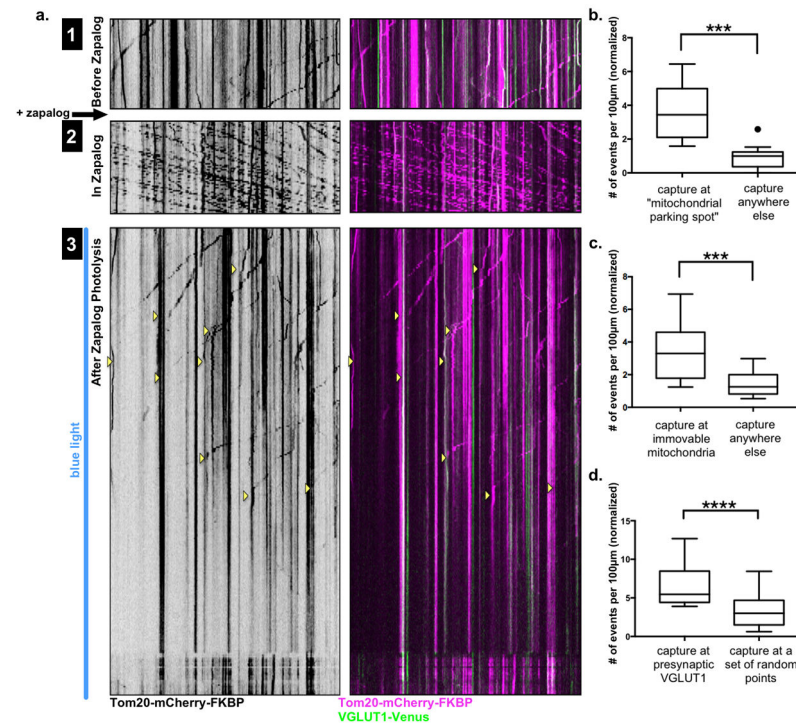 a.
1
Before Zapalog
+ zapalog
2
In Zapalog
3
After Zapalog Photolysis
blue light
Tom20-mCherry-FKBP
Tom20-mCherry-FKBP
VGLUT1-Venus
b.
***
# of events per 100µm (normalized)
8
6
4
2
0
capture at
"mitochondrial
parking spot"
capture
anywhere
else
c.
***
# of events per 100µm (normalized)
8
6
4
2
0
capture at
immovable
mitochondria
capture
anywhere
else
d.
****
# of events per 100µm (normalized)
15
10
5
0
capture at
presynaptic
VGLUT1
capture at a
set of random
points